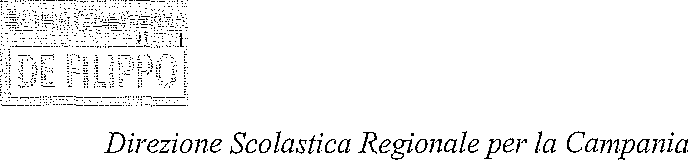 DE FILIPPO
Direzione Scolastica Regionale per la Campania